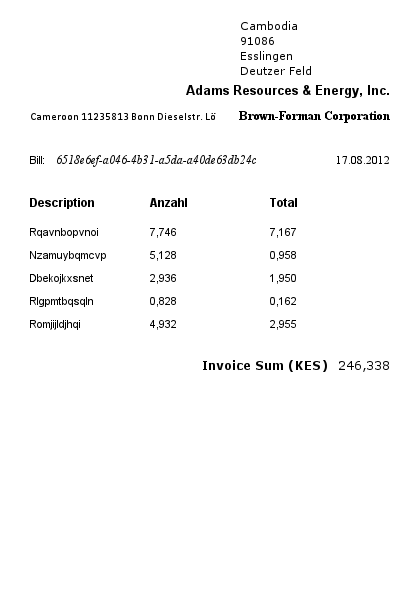 Cambodia
91086
Esslingen
Deutzer Feld
Adams Resources & Energy, Inc.
Cameroon 11235813 Bonn Dieselstr. Lö Brown-Forman Corporation
Bill: 6518e6ef-a046-4b31-a5da-a40de63db24c 17.08.2012
Description Anzahl Total
Rqavnbopvnoi 7,746 7,167
Nzamuybqmcvp 5,128 0,958
Dbekojkxsnet 2,936 1,950
Rlgpmtbqsqln 0,828 0,162
Romjijldjhqi 4,932 2,955
Invoice Sum (KES) 246,338